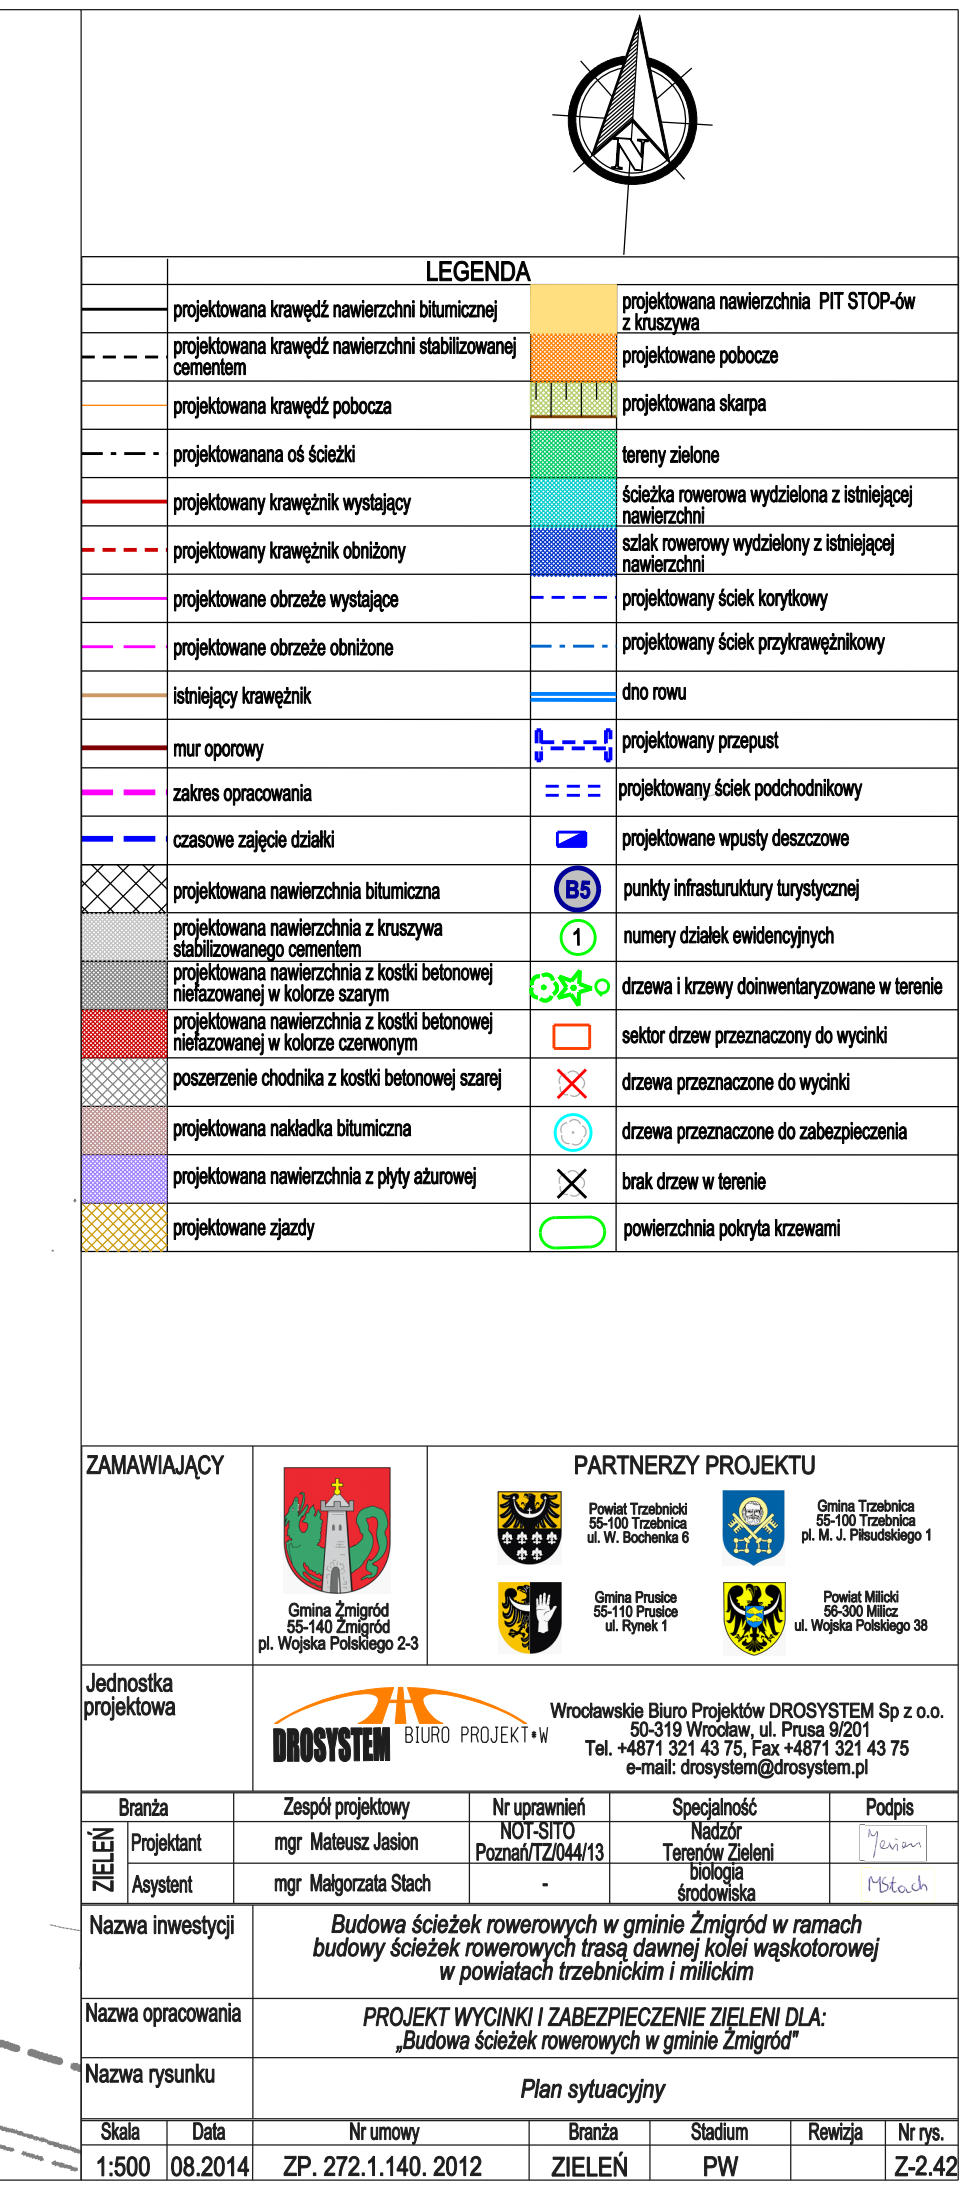 N
LEGENDA
projektowana krawędź nawierzchni bitumicznej
projektowana krawędź nawierzchni stabilizowanej
cementem
projektowana krawędź pobocza
projektowanana oś ścieżki
projektowany krawężnik wystający
projektowany krawężnik obniżony
projektowane obrzeże wystające
projektowane obrzeże obniżone
istniejący krawężnik
mur oporowy
zakres opracowania
czasowe zajęcie działki
projektowana nawierzchnia bitumiczna
projektowana nawierzchnia z kruszywa
stabilizowanego cementem
projektowana nawierzchnia z kostki betonowej
niefazowanej w kolorze szarym
projektowana nawierzchnia z kostki betonowej
niefazowanej w kolorze czerwonym
poszerzenie chodnika z kostki betonowej szarej
projektowana nakładka bitumiczna
projektowana nawierzchnia z płyty ażurowej
projektowane zjazdy
projektowana nawierzchnia PIT STOP-ów
z kruszywa
projektowane pobocze
projektowana skarpa
tereny zielone
ścieżka rowerowa wydzielona z istniejącej
nawierzchni
szlak rowerowy wydzielony z istniejącej
nawierzchni
projektowany ściek korytkowy
projektowany ściek przykrawężnikowy
dno rowu
projektowany przepust
projektowany ściek podchodnikowy
projektowane wpusty deszczowe
B5 punkty infrasturuktury turystycznej
1 numery działek ewidencyjnych
drzewa i krzewy doinwentaryzowane w terenie
sektor drzew przeznaczony do wycinki
drzewa przeznaczone do wycinki
drzewa przeznaczone do zabezpieczenia
brak drzew w terenie
powierzchnia pokryta krzewami
ZAMAWIAJĄCY
Gmina Żmigród
55-140 Żmigród
pl. Wojska Polskiego 2-3
PARTNERZY PROJEKTU
Powiat Trzebnicki
55-100 Trzebnica
ul. W. Bochenka 6
Gmina Trzebnica
55-100 Trzebnica
pl. M. J. Piłsudskiego 1
Gmina Prusice
55-110 Prusice
ul. Rynek 1
Powiat Milicki
56-300 Milicz
ul. Wojska Polskiego 38
Jednostka
projektowa
DROSYSTEM BIURO PROJEKT*W
Wrocławskie Biuro Projektów DROSYSTEM Sp z o.o.
50-319 Wrocław, ul. Prusa 9/201
Tel. +4871 321 43 75, Fax +4871 321 43 75
e-mail: drosystem@drosystem.pl
Branża Zespół projektowy Nr uprawnień Specjalność Podpis
ZIELEŃ
Projektant mgr Mateusz Jasion NOT-SITO
Poznań/TZ/044/13 Nadzór
Terenów Zieleni
Asystent mgr Małgorzata Stach - biologia
środowiska MStach
Nazwa inwestycji
Budowa ścieżek rowerowych w gminie Żmigród w ramach
budowy ścieżek rowerowych trasą dawnej kolei wąskotorowej
w powiatach trzebnickim i milickim
Nazwa opracowania
PROJEKT WYCINKI I ZABEZPIECZENIE ZIELENI DLA:
„Budowa ścieżek rowerowych w gminie Żmigród"
Nazwa rysunku
Plan sytuacyjny
Skala Data Nr umowy Branża Stadium Rewizja Nr rys.
1:500 08.2014 ZP. 272.1.140. 2012 ZIELEŃ PW Z-2.42